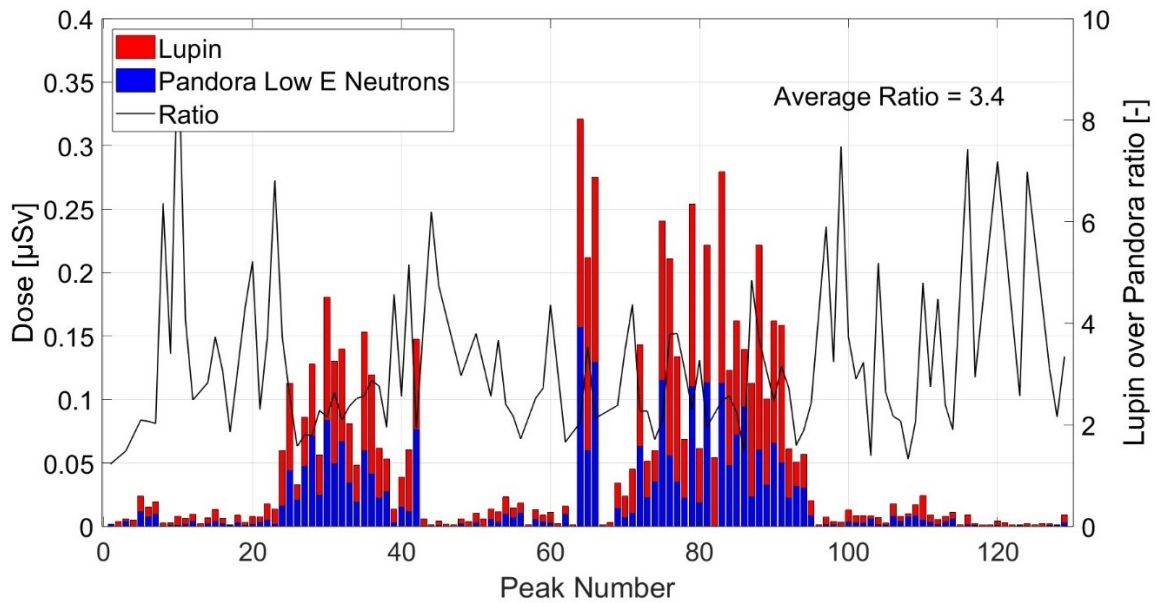 0.4
0.35
0.3
0.25
0.2
0.15
0.1
0.05
0
Dose [μSv]
Lupin
Pandora Low E Neutrons
Ratio
Average Ratio = 3.4
10
8
6
4
2
0
Lupin over Pandora ratio [-]
0 20 40 60 80 100 120
Peak Number